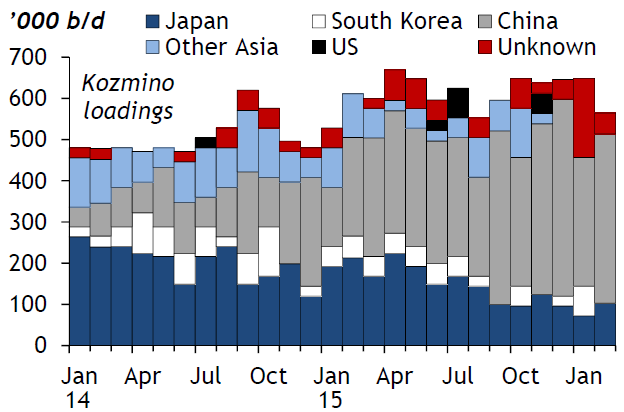 ’000 b/d
Japan South Korea China
Other Asia US Unknown
700
Kozmino
loadings
600
500
400
300
200
100
0
Jan Apr Jul Oct Jan Apr Jul Oct Jan
14 15